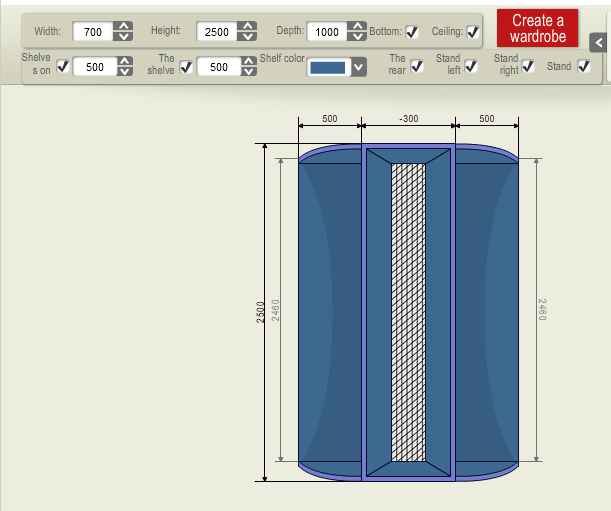 Width: 700 Height: 2500 Depth: 1000 Bottom: Ceiling:
Create a
wardrobe
Shelve
s on 500
The
shelve 500
Shelf color
The
rear
Stand
left
Stand
right
Stand
500 -300 500
2500
2460
2460